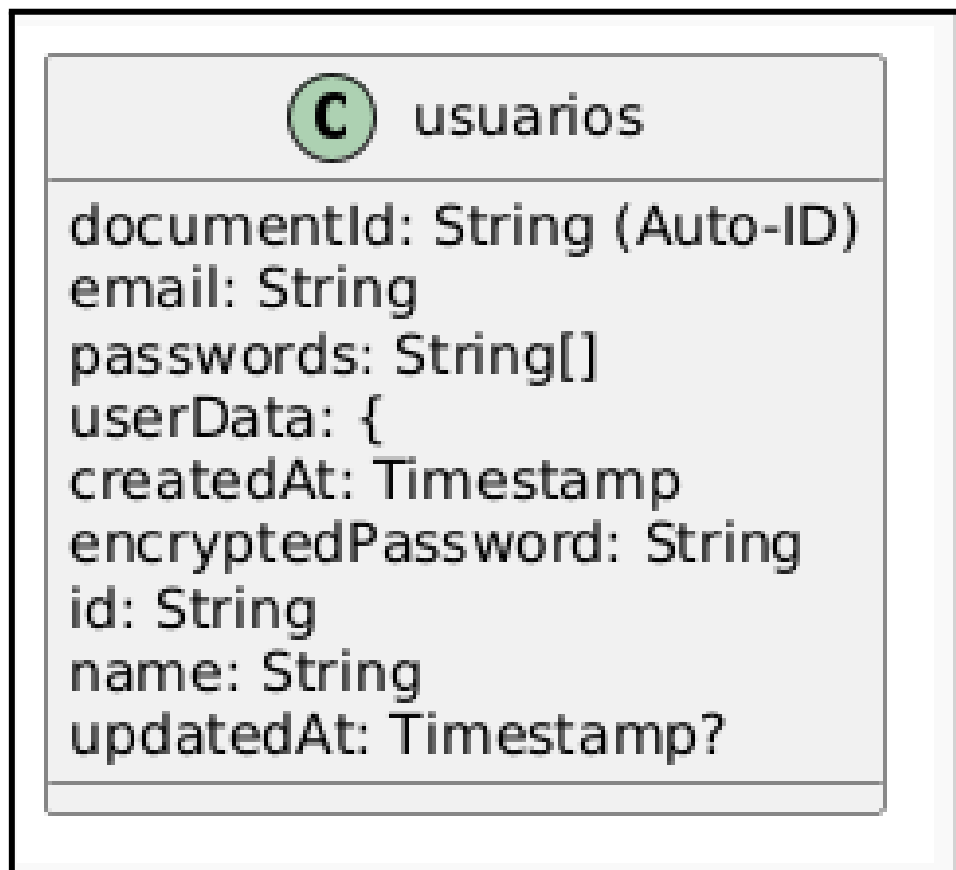 C usuarios
documentId: String (Auto-ID)
email: String
passwords: String[]
userData: {
createdAt: Timestamp
encryptedPassword: String
id: String
name: String
updatedAt: Timestamp?